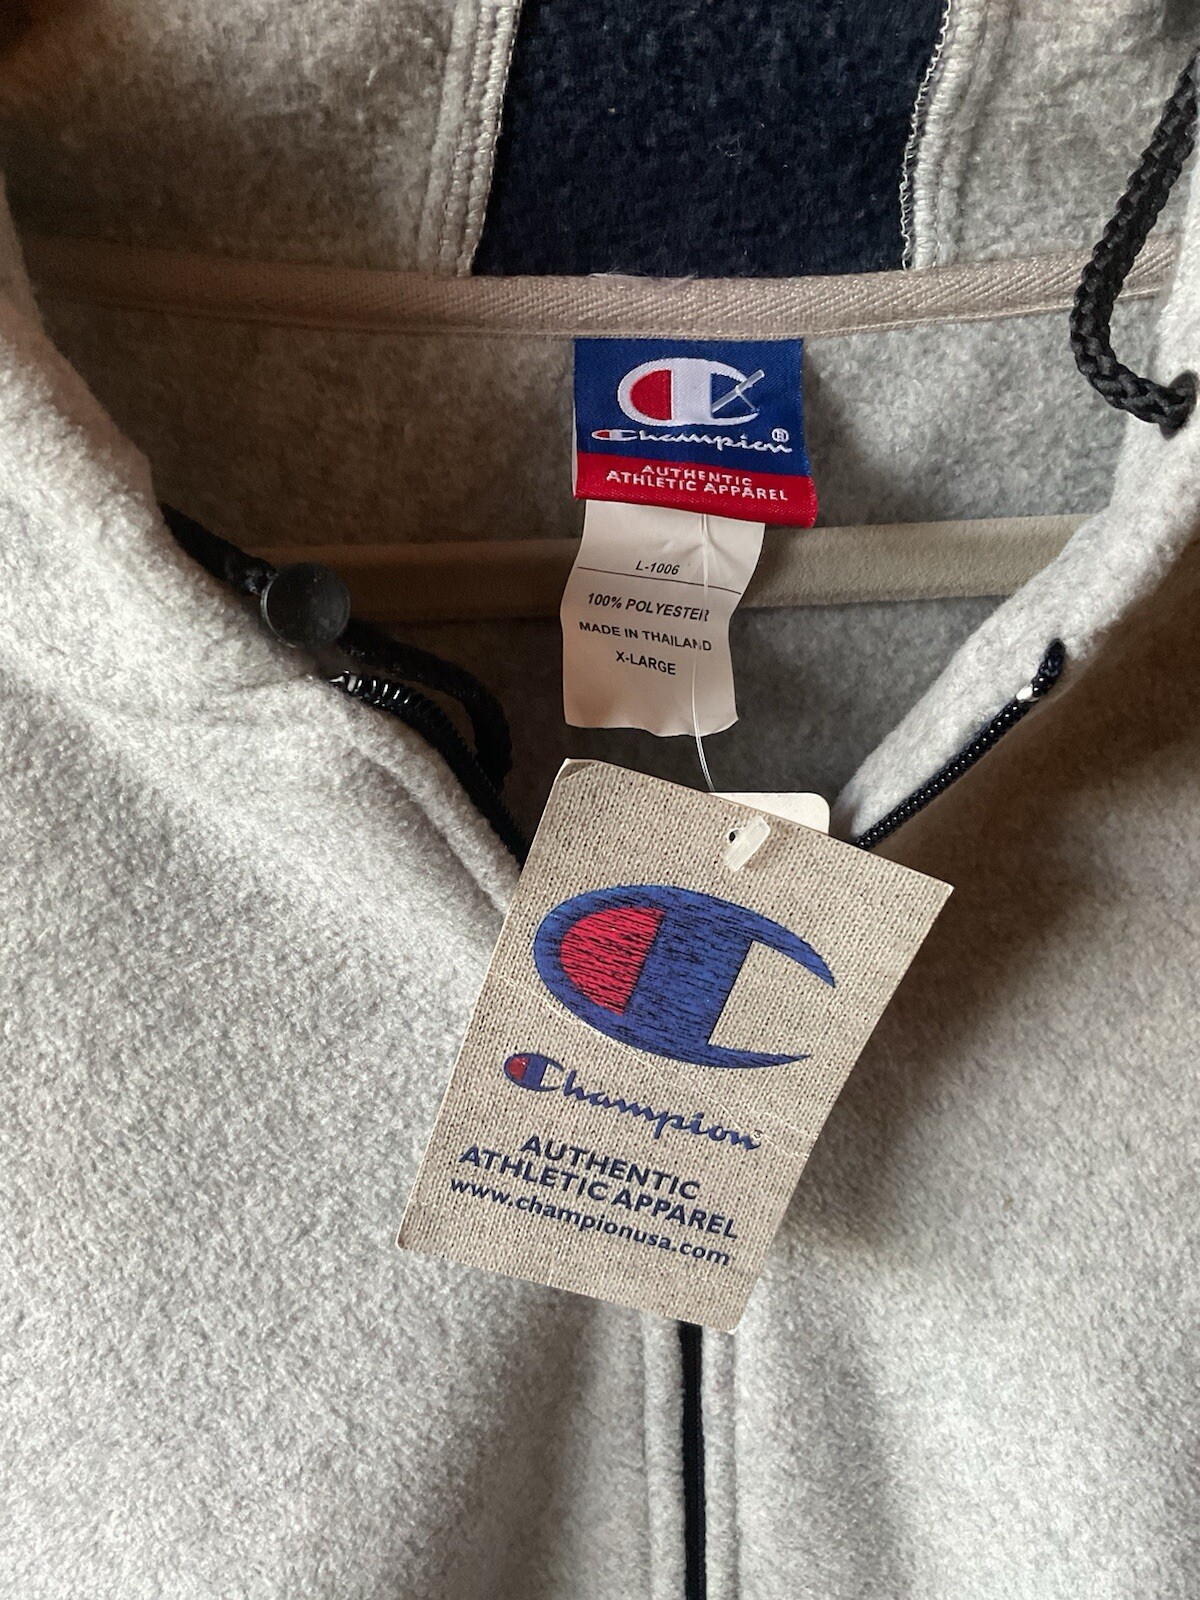 Champion®
AUTHENTIC
ATHLETIC APPAREL
L-1006
100% POLYESTER
MADE IN THAILAND
X-LARGE
Champion
AUTHENTIC
ATHLETIC APPAREL
www.championusa.com